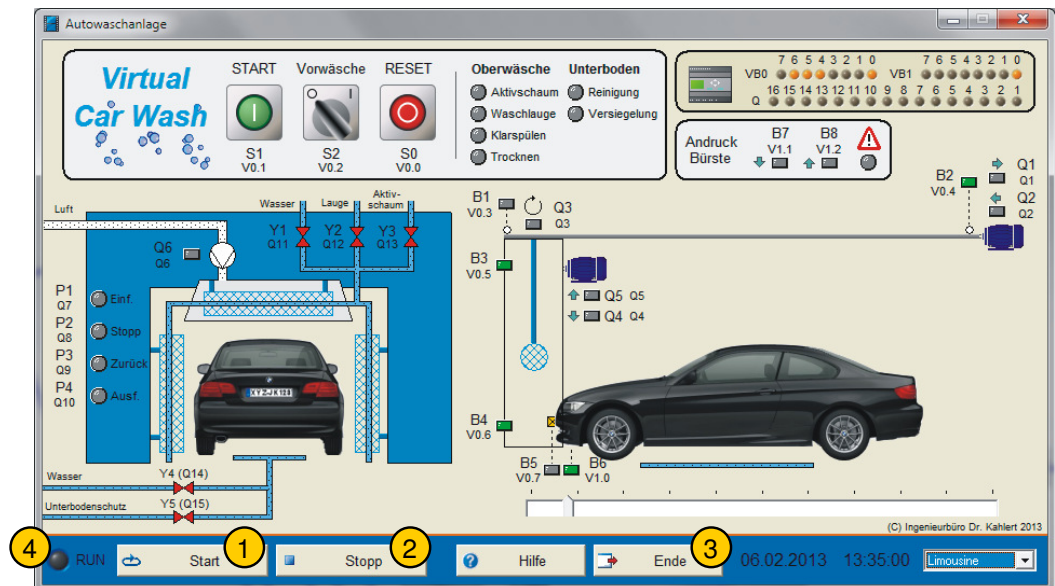 Autowaschanlage
Virtual
Car Wash
START Vorwäsche RESET
O I
S1 S2 S0
V0.1 V0.2 V0.0
Oberwäsche Unterboden
Aktivschaum Reinigung
Waschlauge Versiegelung
Klarspülen
Trocknen
7 6 5 4 3 2 1 0 7 6 5 4 3 2 1 0
VB0 VB1
16 15 14 13 12 11 10 9 8 7 6 5 4 3 2 1
Q
Andruck
Bürste
B7 B8
V1.1 V1.2
Luft
Wasser Lauge Aktiv-
schaum
Y1 Y2 Y3
Q11 Q12 Q13
Q6
Q6
P1
Q7
Einf.
P2
Q8
Stopp
P3
Q9
Zurück
P4
Q10
Ausf.
XYZ-JK120
Wasser Y4 (Q14)
Unterbodenschutz Y5 (Q15)
B1
V0.3
Q3
Q3
B2
V0.4
Q1
Q1
Q2
Q2
B3
V0.5
Q5 Q5
Q4 Q4
B4
V0.6
B5 B6
V0.7 V1.0
(C) Ingenieurbüro Dr. Kahlert 2013
4 RUN Start 1 Stopp 2 Hilfe Ende 3 06.02.2013 13:35:00 Limousine